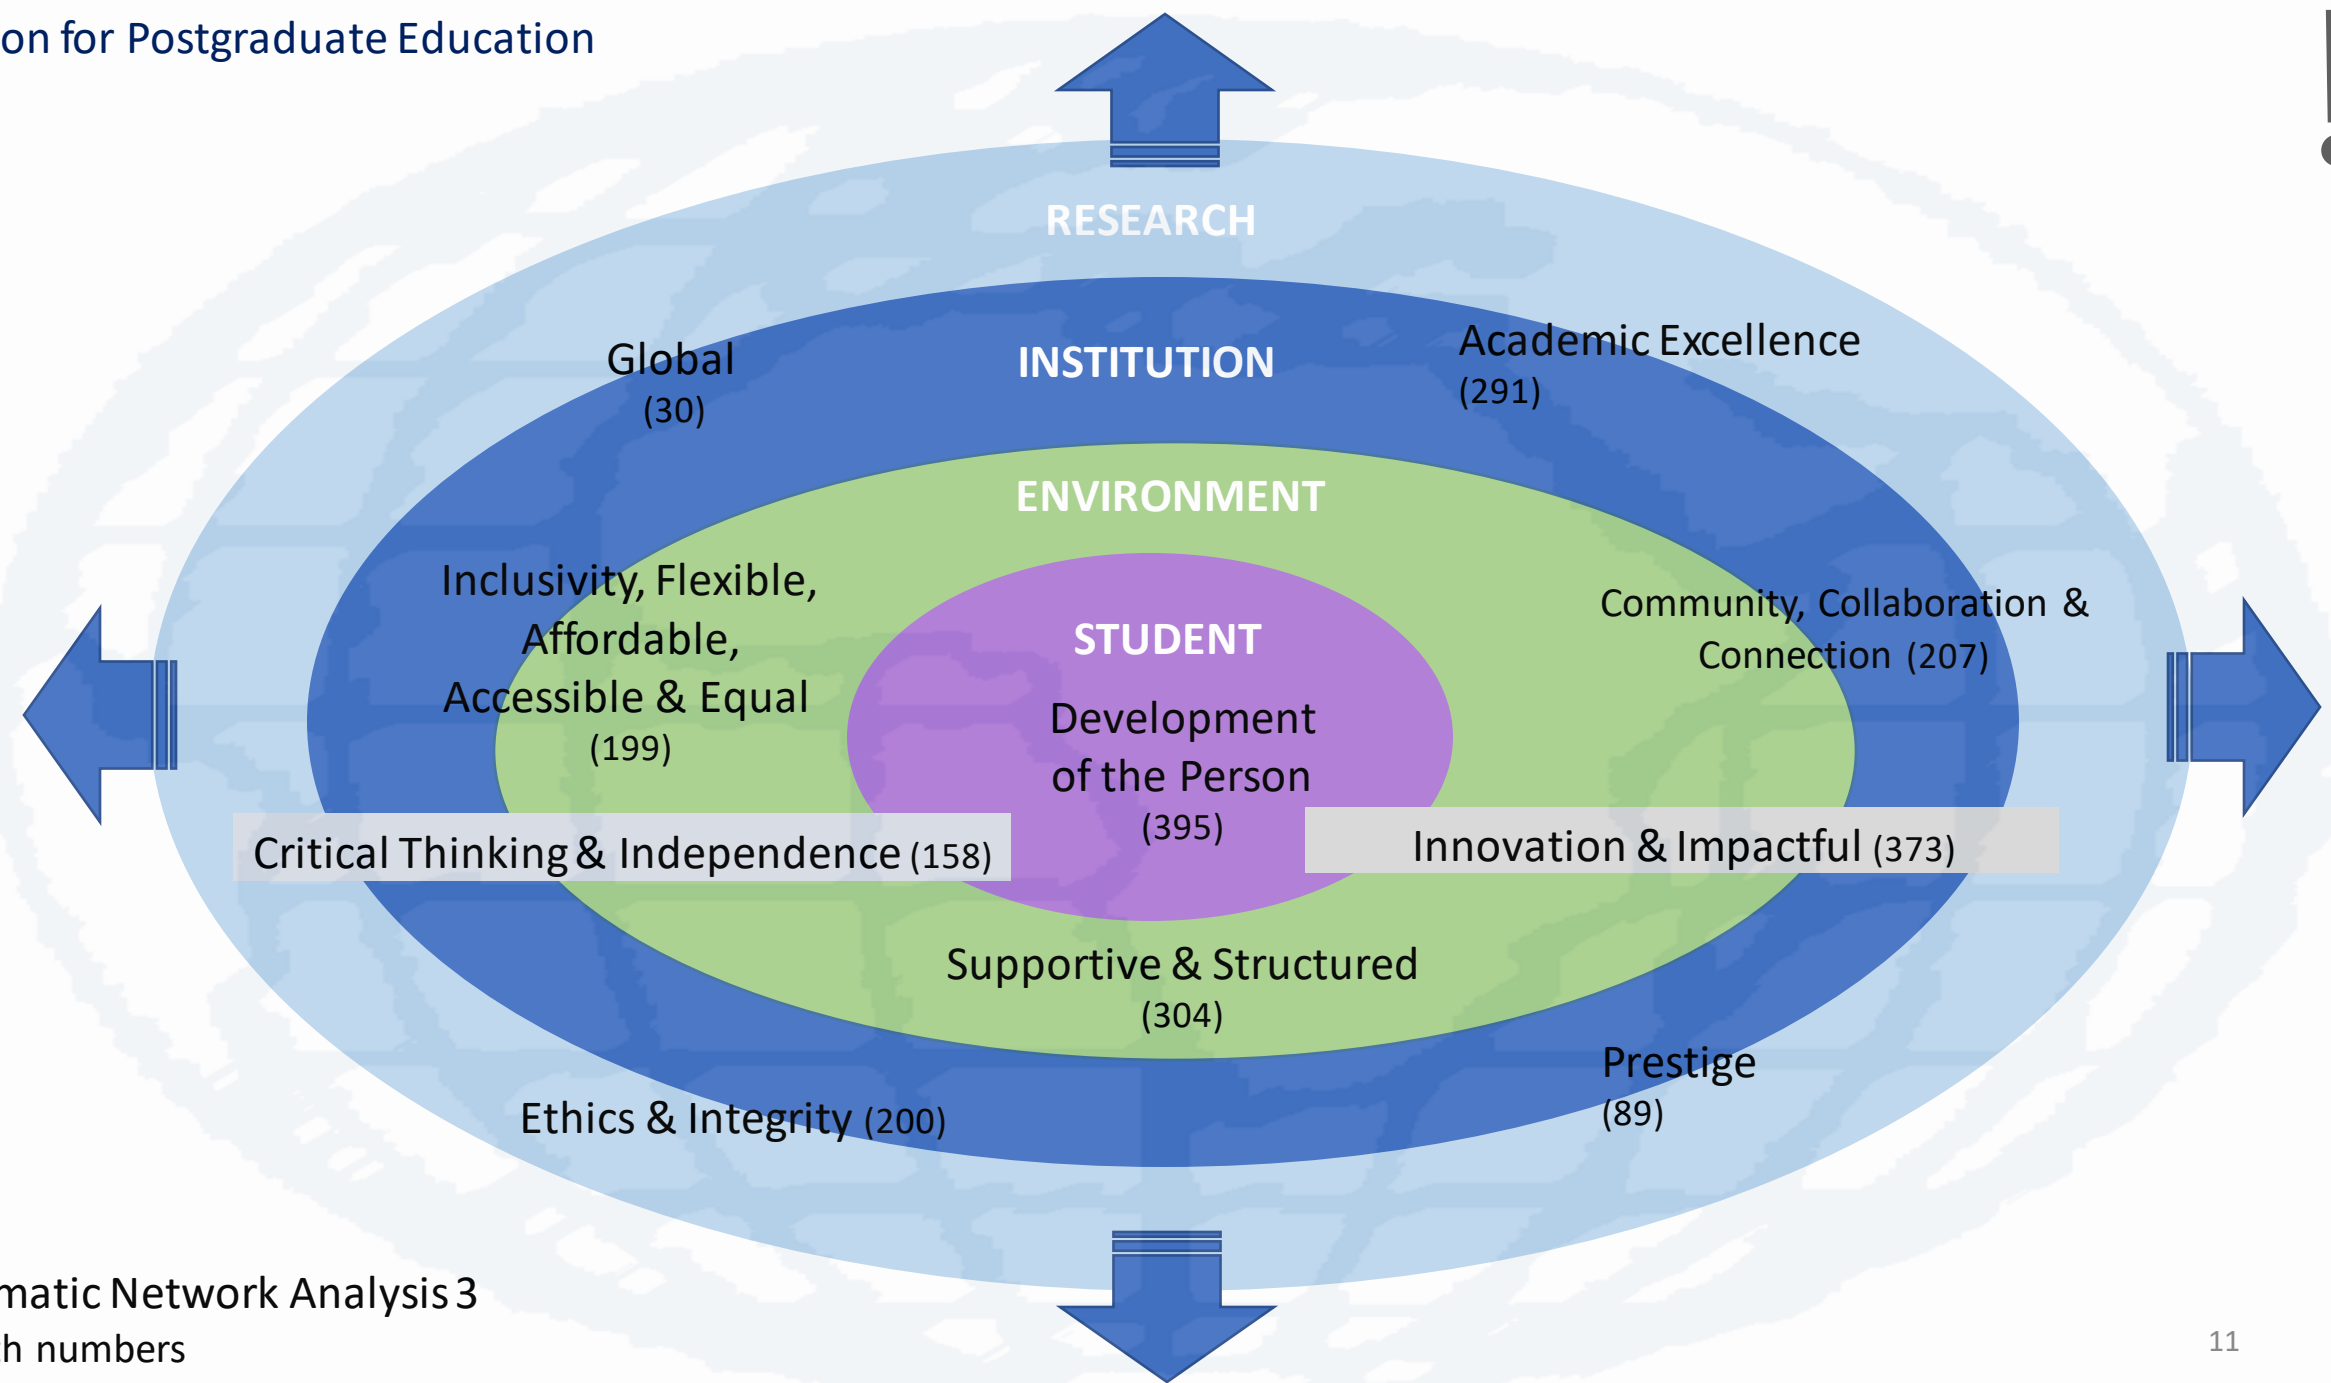 on for Postgraduate Education
RESEARCH
Global
(30)
INSTITUTION
Academic Excellence
(291)
ENVIRONMENT
Inclusivity, Flexible,
Affordable,
Accessible & Equal
(199)
STUDENT
Development
of the Person
(395)
Community, Collaboration &
Connection (207)
Critical Thinking & Independence (158)
Innovation & Impactful (373)
Supportive & Structured
(304)
Prestige
(89)
Ethics & Integrity (200)
matic Network Analysis 3
th numbers
11